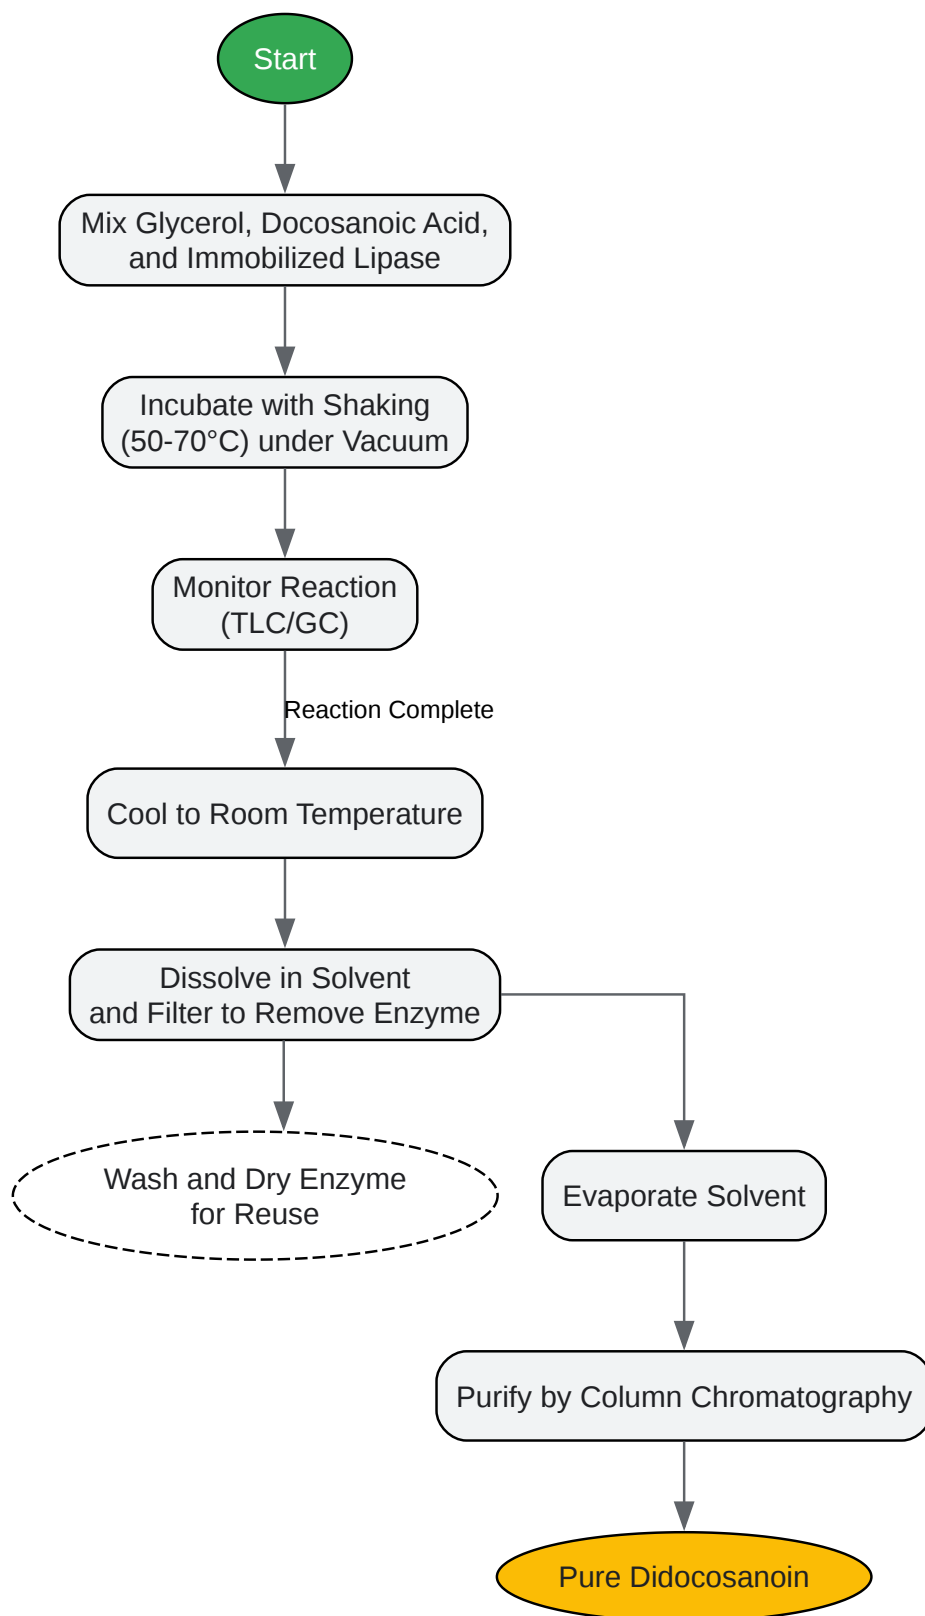 Start
Mix Glycerol, Docosanoic Acid,
and Immobilized Lipase
Incubate with Shaking
(50-70°C) under Vacuum
Monitor Reaction
(TLC/GC)
Reaction Complete
Cool to Room Temperature
Dissolve in Solvent
and Filter to Remove Enzyme
Wash and Dry Enzyme
for Reuse
Evaporate Solvent
Purify by Column Chromatography
Pure Didocosanoin